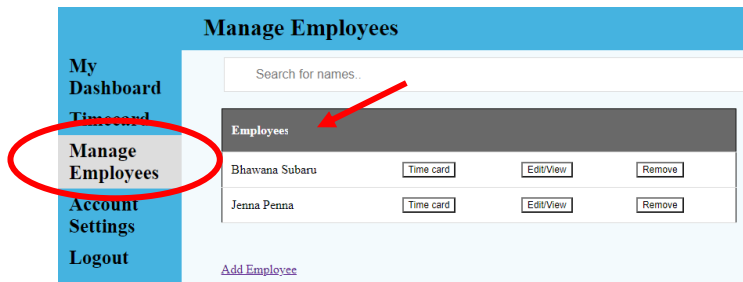 Manage Employees
My
Dashboard
Timecard
Manage
Employees
Account
Settings
Logout
Search for names..
Employees
Bhawana Subaru Time card Edit/View Remove
Jenna Penna Time card Edit/View Remove
Add Employee